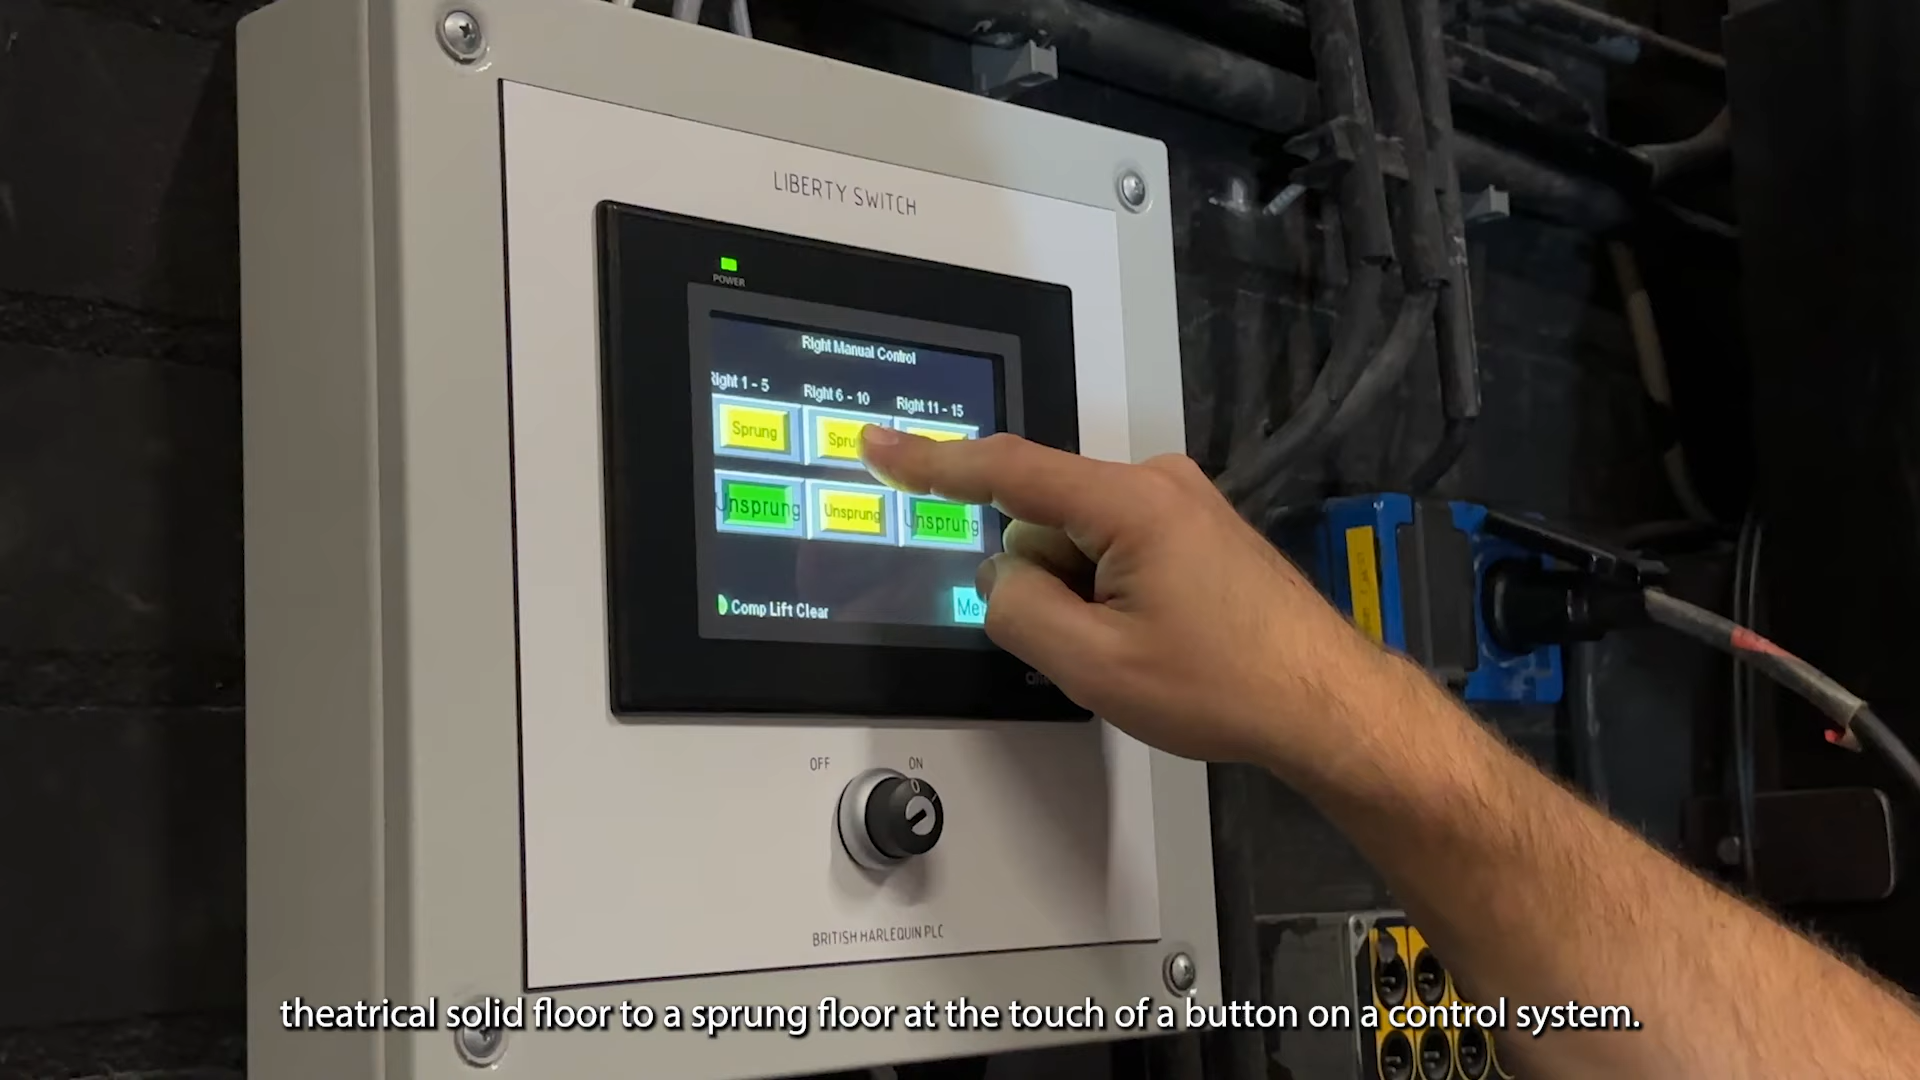 LIBERTY SWITCH
POWER
Right Manual Control
Right 1 - 5
Right 6 - 10
Right 11 - 15
Sprung
Unsprung
Unsprung
Unsprung
Comp Lift Clear
OFF
ON
BRITISH HARLEQUIN PLC
theatrical solid floor to a sprung floor at the touch of a button on a control system.